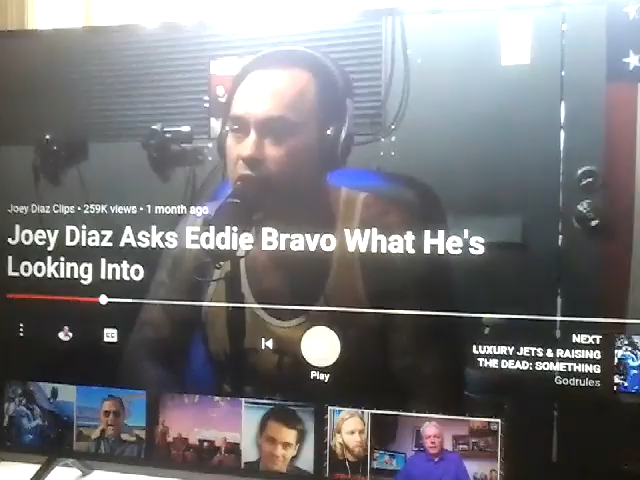 Joey Diaz Clips • 259K views • 1 month ago
Joey Diaz Asks Eddie Bravo What He's
Looking Into
CC
Play
NEXT
LUXURY JETS & RAISING
THE DEAD: SOMETHING
Godrules